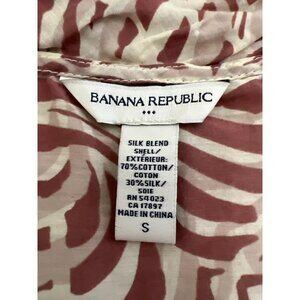 BANANA REPUBLIC
SILK BLEND
SHELL/
EXTÉRIEUR:
70% COTTON/
COTON
30% SILK/
SOIE
RN 54023
CA 17897
MADE IN CHINA
S